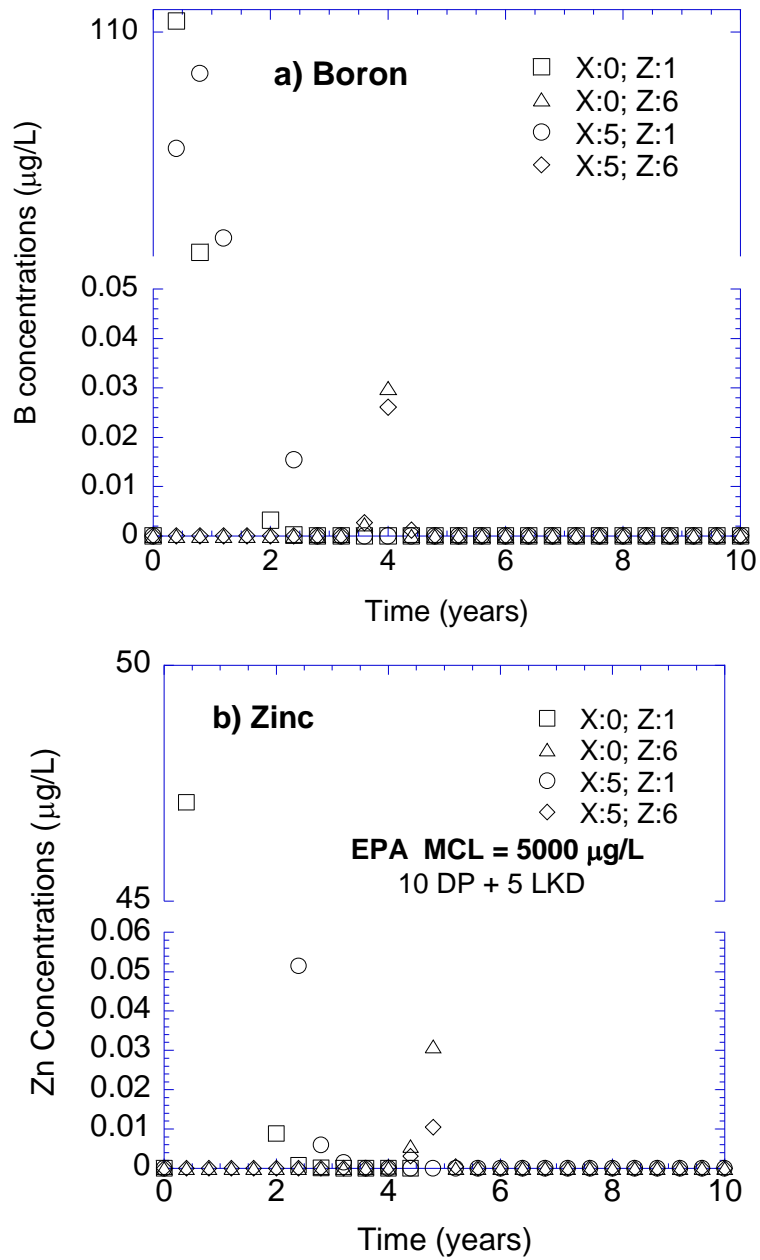 110
a) Boron
X:0; Z:1
X:0; Z:6
X:5; Z:1
X:5; Z:6
B concentrations (µg/L)
0.05
0.04
0.03
0.02
0.01
0
0 2 4 6 8 10
Time (years)
50
b) Zinc
X:0; Z:1
X:0; Z:6
X:5; Z:1
X:5; Z:6
EPA MCL = 5000 µg/L
10 DP + 5 LKD
Zn Concentrations (µg/L)
45
0.06
0.05
0.04
0.03
0.02
0.01
0
0 2 4 6 8 10
Time (years)